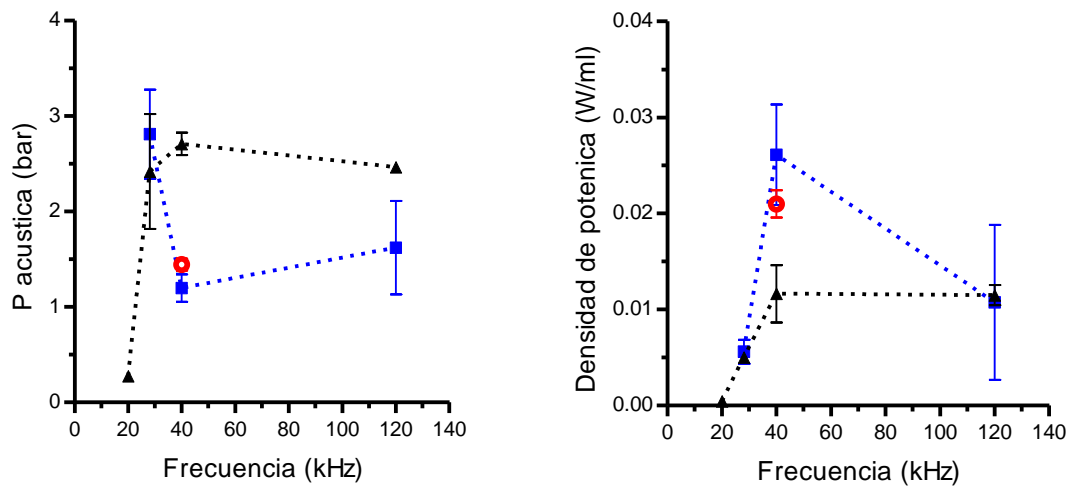 4
3
2
1
0
P acustica (bar)
0 20 40 60 80 100 120 140
Frecuencia (kHz)
0.04
0.03
0.02
0.01
0.00
Densidad de potenica (W/ml)
0 20 40 60 80 100 120 140
Frecuencia (kHz)